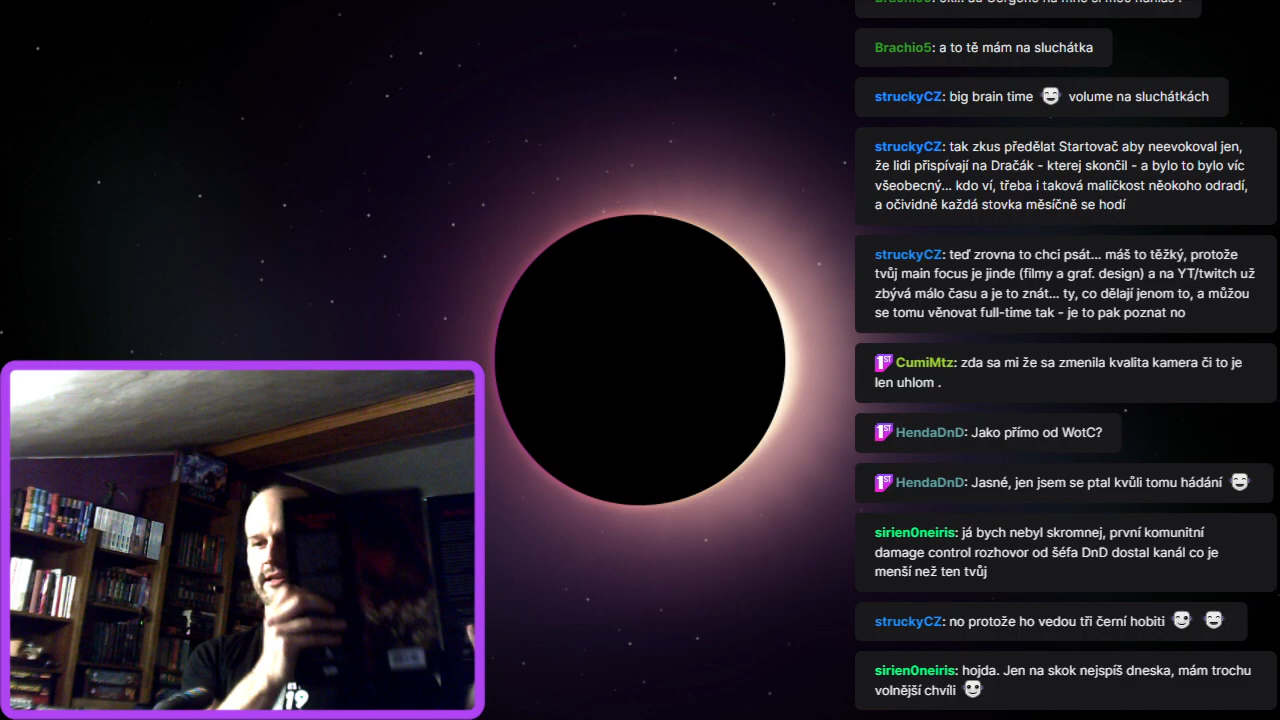 Brachio5: a to tě mám na sluchátka
struckyCZ: big brain time volume na sluchátkách
struckyCZ: tak zkus předělat Startovač aby neevokoval jen,
že lidi přispívají na Dračák - kterej skončil - a bylo to bylo víc
všeobecný... kdo ví, třeba i taková maličkost něokoho odradí,
a očividně každá stovka měsíčně se hodí
struckyCZ: teď zrovna to chci psát... máš to těžký, protože
tvůj main focus je jinde (filmy a graf. design) a na YT/twitch už
zbývá málo času a je to znát... ty, co dělají jenom to, a můžou
se tomu věnovat full-time tak - je to pak poznat no
1ST CumiMtz: zda sa mi že sa zmenila kvalita kamera či to je
len uhlom .
1ST HendaDnD: Jako přímo od WotC?
1ST HendaDnD: Jasné, jen jsem se ptal kvůli tomu hádání
sirien0neiris: já bych nebyl skromnej, první komunitní
damage control rozhovor od šéfa DnD dostal kanál co je
menší než ten tvůj
struckyCZ: no protože ho vedou tři černí hobiti
sirien0neiris: hojda. Jen na skok nejspíš dneska, mám trochu
volnější chvíli
19